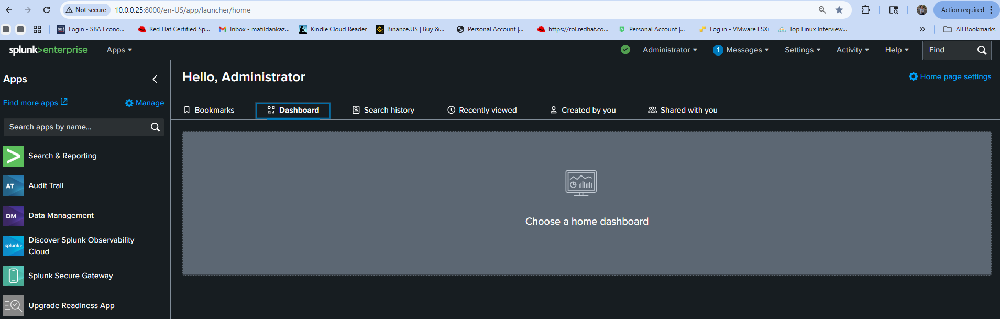 Not secure 10.0.0.25:8000/en-US/app/launcher/home Action required
SBA Login - SBA Econo... Red Hat Certified Sp... Inbox - matildankaz... Kindle Cloud Reader Binance.US | Buy &... Personal Account |... https://rol.redhat.co... Personal Account |... Log in - VMware ESXi Top Linux Interview... » All Bookmarks
splunk>enterprise Apps Administrator 1 Messages Settings Activity Help Find
Apps
Find more apps Manage
Search apps by name...
> Search & Reporting
AT Audit Trail
DM Data Management
splunk> Discover Splunk Observability
Cloud
Splunk Secure Gateway
Upgrade Readiness App
Hello, Administrator
Home page settings
Bookmarks Dashboard Search history Recently viewed Created by you Shared with you
Choose a home dashboard